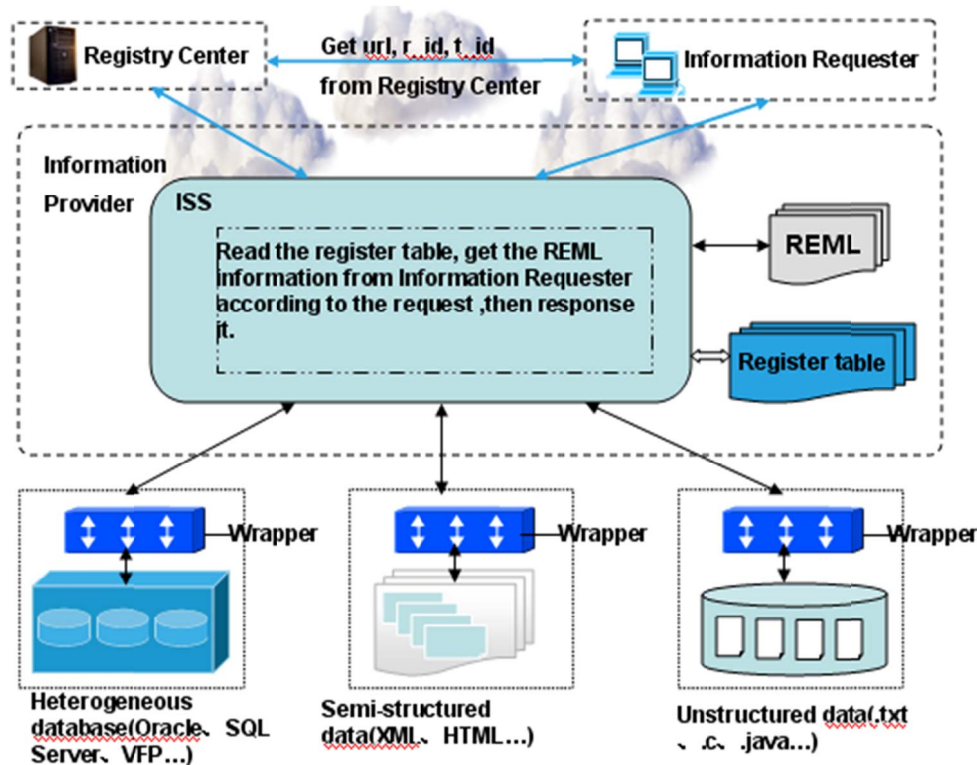 Registry Center
Get url, r_id, t_id
from Registry Center
Information Requester
Information
Provider
ISS
Read the register table, get the REML
information from Information Requester
according to the request ,then response
it.
REML
Register table
Wrapper
Wrapper
Wrapper
Heterogeneous
database(Oracle、SQL
Server、VFP…)
Semi-structured
data(XML、HTML…)
Unstructured data(.txt
、.c、.java…)